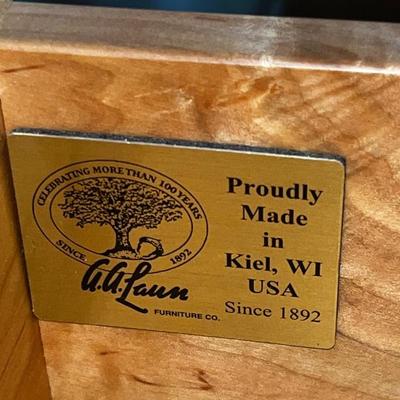 CELEBRATING MORE THAN 100 YEARS
SINCE 1892
A.A. Laun
FURNITURE CO.
Proudly
Made
in
Kiel, WI
USA
Since 1892